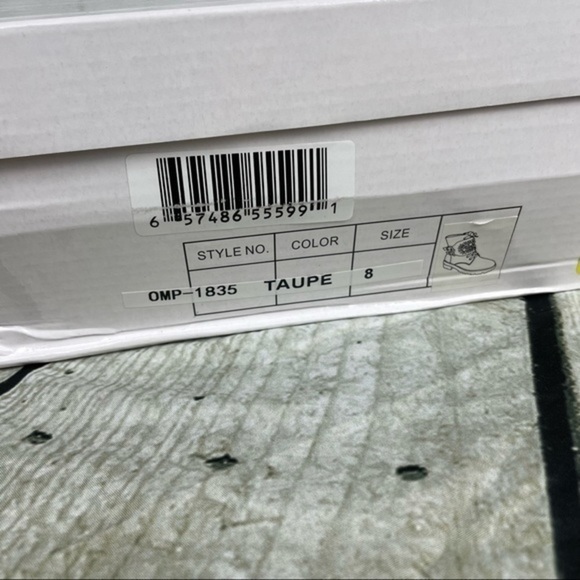 6 57486 55599 1
STYLE NO. COLOR SIZE
OMP-1835 TAUPE 8